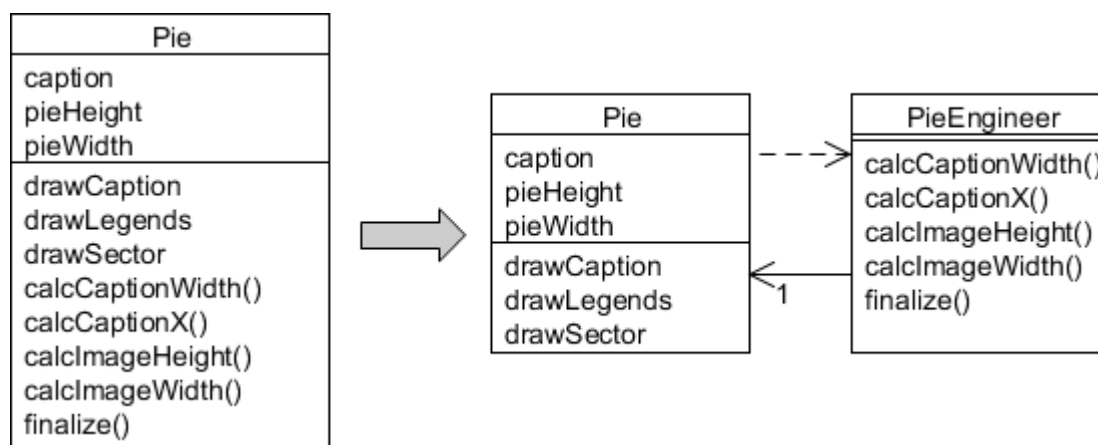 Pie
caption
pieHeight
pieWidth
drawCaption
drawLegends
drawSector
calcCaptionWidth()
calcCaptionX()
calcImageHeight()
calcImageWidth()
finalize()
Pie
caption
pieHeight
pieWidth
drawCaption
drawLegends
drawSector
1
PieEngineer
calcCaptionWidth()
calcCaptionX()
calcImageHeight()
calcImageWidth()
finalize()